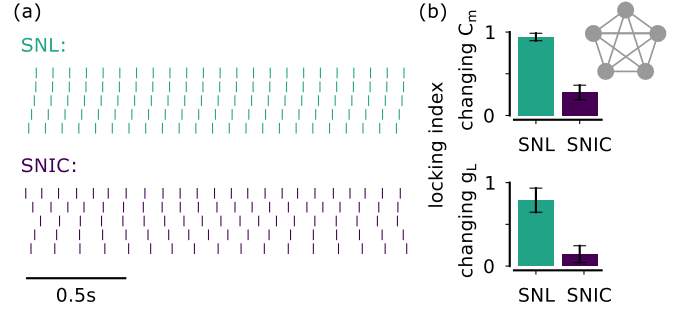 (a)
SNL:
SNIC:
0.5s
(b)
locking index
changing Cm
1
0
SNL SNIC
changing gL
1
0
SNL SNIC